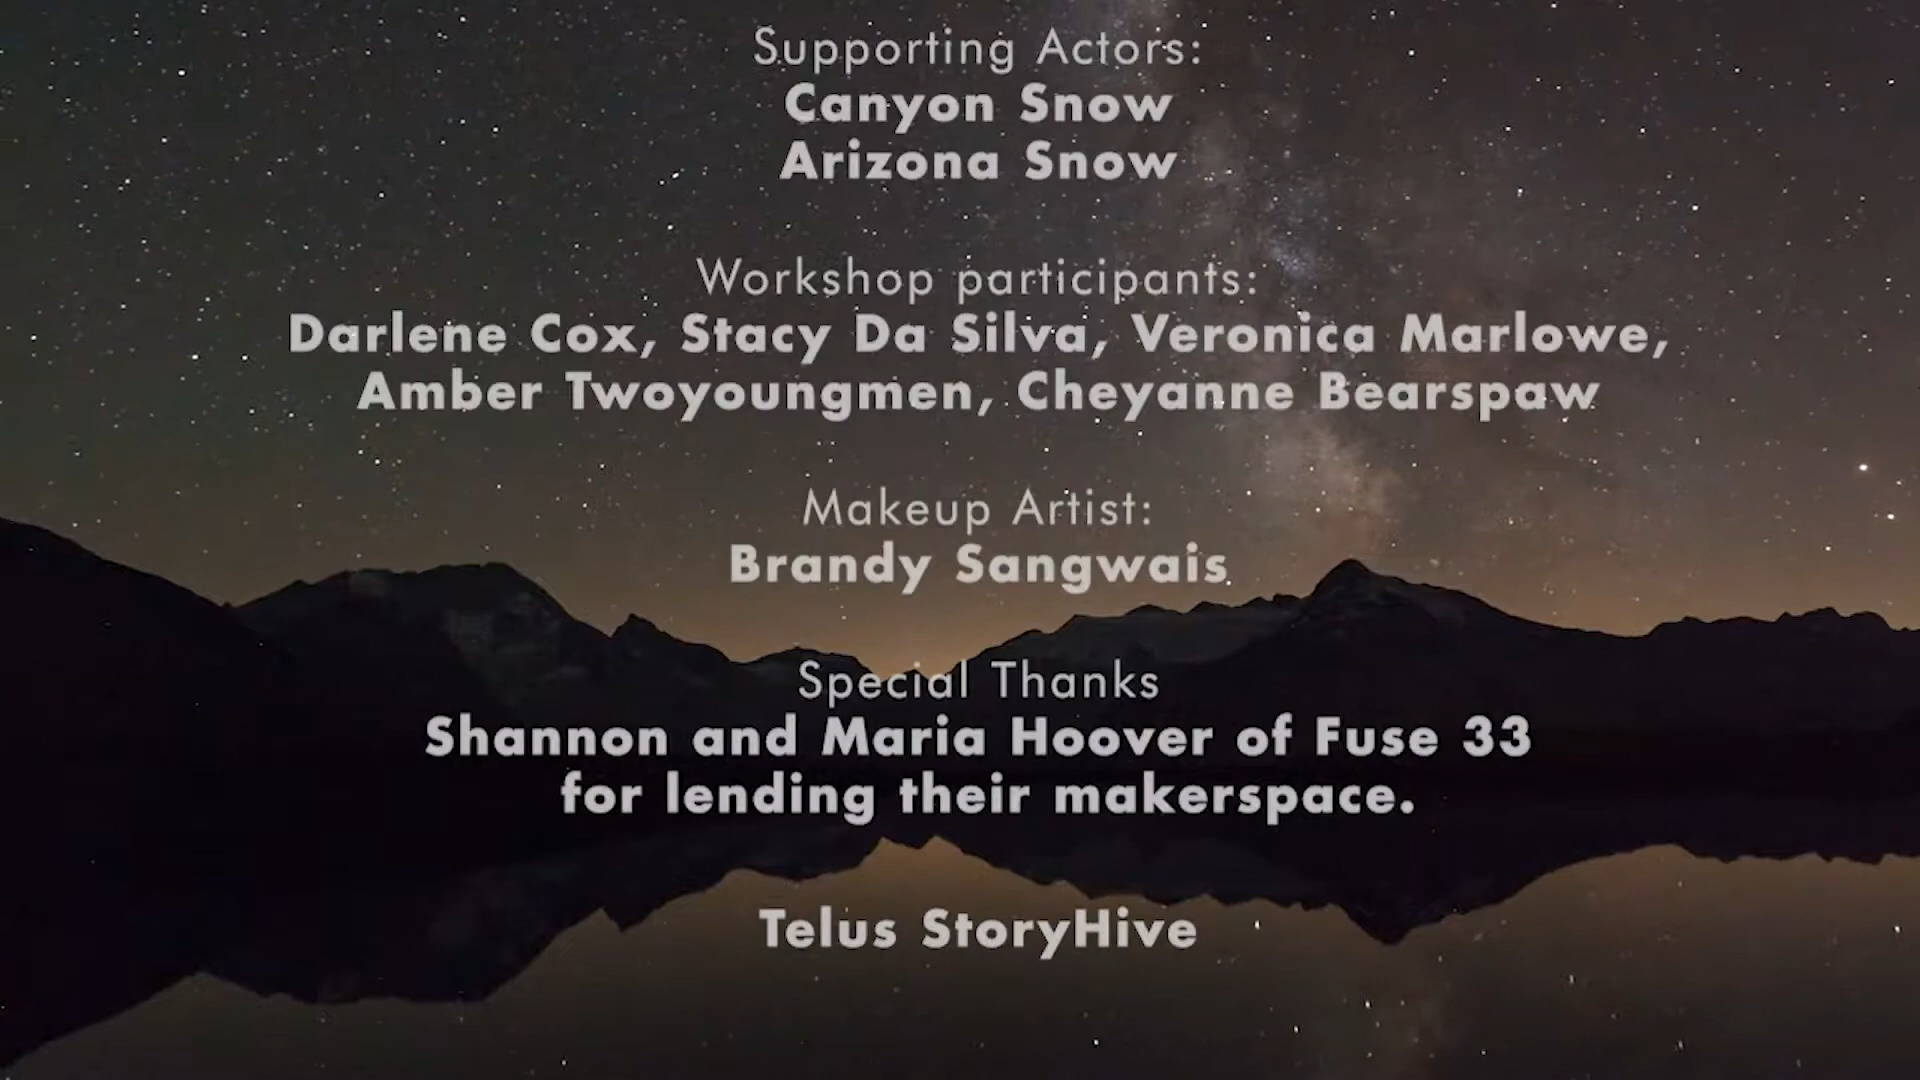 Supporting Actors:
Canyon Snow
Arizona Snow
Workshop participants:
Darlene Cox, Stacy Da Silva, Veronica Marlowe,
Amber Twoyoungmen, Cheyanne Bearspaw
Makeup Artist:
Brandy Sangwais
Special Thanks
Shannon and Maria Hoover of Fuse 33
for lending their makerspace.
Telus StoryHive